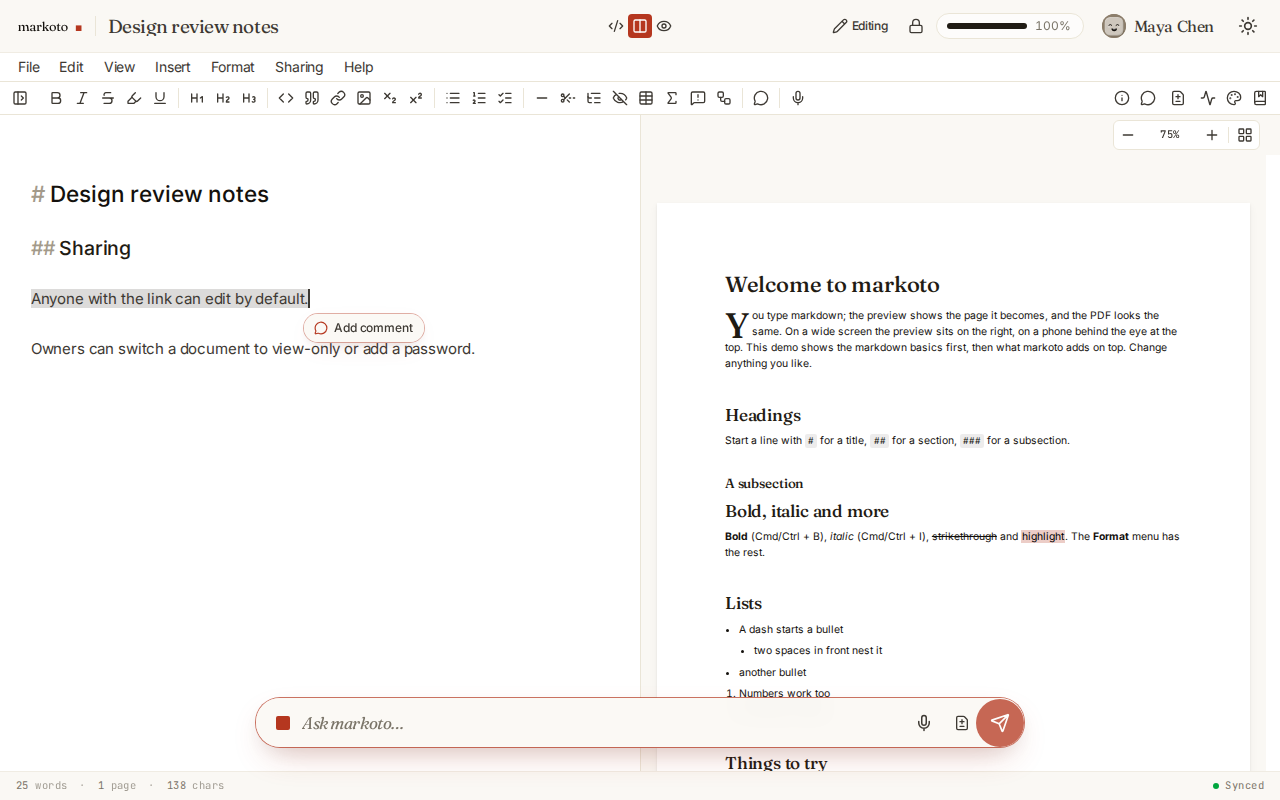 markoto
Design review notes
Editing
100%
Maya Chen
File Edit View Insert Format Sharing Help
75%
# Design review notes
## Sharing
Anyone with the link can edit by default.
Add comment
Owners can switch a document to view-only or add a password.
Welcome to markoto
You type markdown; the preview shows the page it becomes, and the PDF looks the
same. On a wide screen the preview sits on the right, on a phone behind the eye at the
top. This demo shows the markdown basics first, then what markoto adds on top. Change
anything you like.
Headings
Start a line with # for a title, ## for a section, ### for a subsection.
A subsection
Bold, italic and more
Bold (Cmd/Ctrl + B), italic (Cmd/Ctrl + I), strikethrough and highlight. The Format menu has
the rest.
Lists
• A dash starts a bullet
• two spaces in front nest it
• another bullet
1. Numbers work too
Ask markoto...
Things to try
25 words · 1 page · 138 chars
Synced